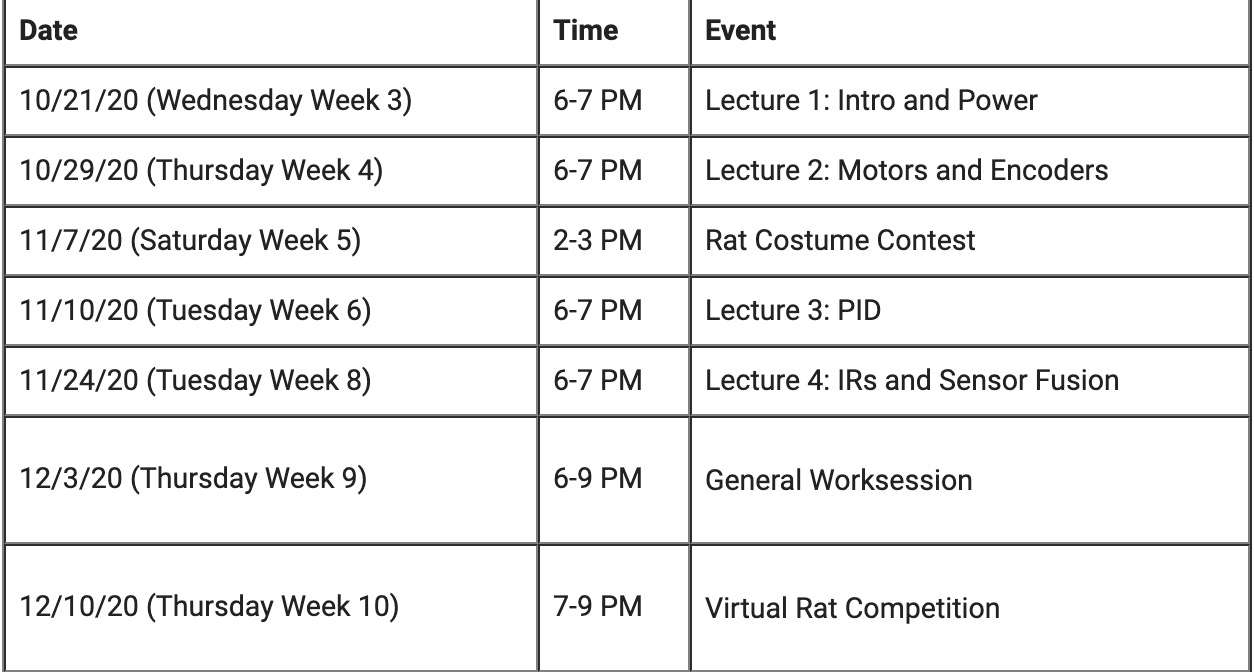 Date Time Event
10/21/20 (Wednesday Week 3) 6-7 PM Lecture 1: Intro and Power
10/29/20 (Thursday Week 4) 6-7 PM Lecture 2: Motors and Encoders
11/7/20 (Saturday Week 5) 2-3 PM Rat Costume Contest
11/10/20 (Tuesday Week 6) 6-7 PM Lecture 3: PID
11/24/20 (Tuesday Week 8) 6-7 PM Lecture 4: IRs and Sensor Fusion
12/3/20 (Thursday Week 9) 6-9 PM General Worksession
12/10/20 (Thursday Week 10) 7-9 PM Virtual Rat Competition